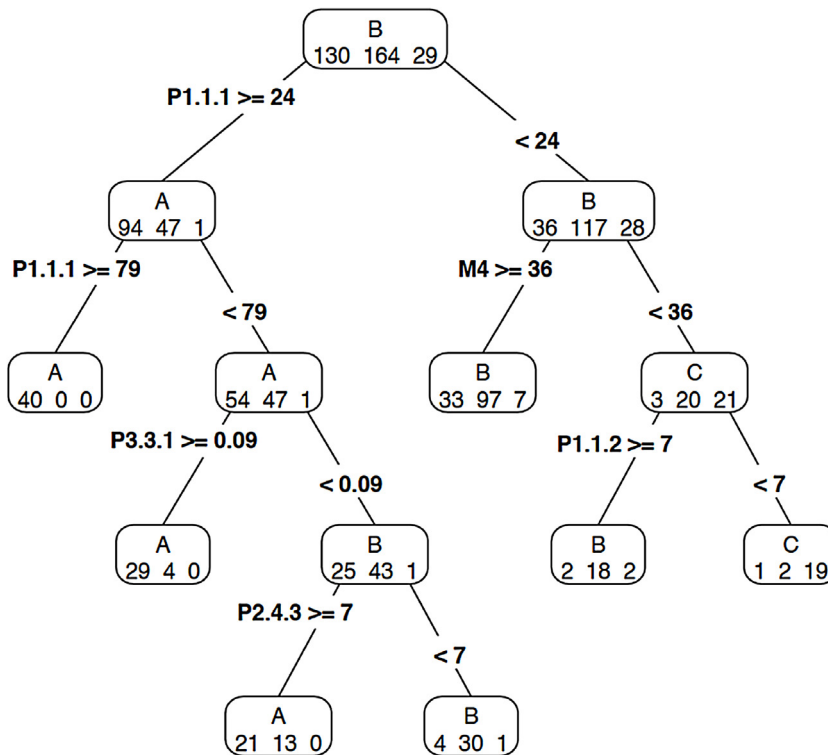 B
130 164 29
P1.1.1 >= 24
< 24
A
94 47 1
B
36 117 28
P1.1.1 >= 79
< 79
M4 >= 36
< 36
A
40 0 0
A
54 47 1
B
33 97 7
C
3 20 21
P3.3.1 >= 0.09
< 0.09
P1.1.2 >= 7
< 7
A
29 4 0
B
25 43 1
B
2 18 2
C
1 2 19
P2.4.3 >= 7
< 7
A
21 13 0
B
4 30 1